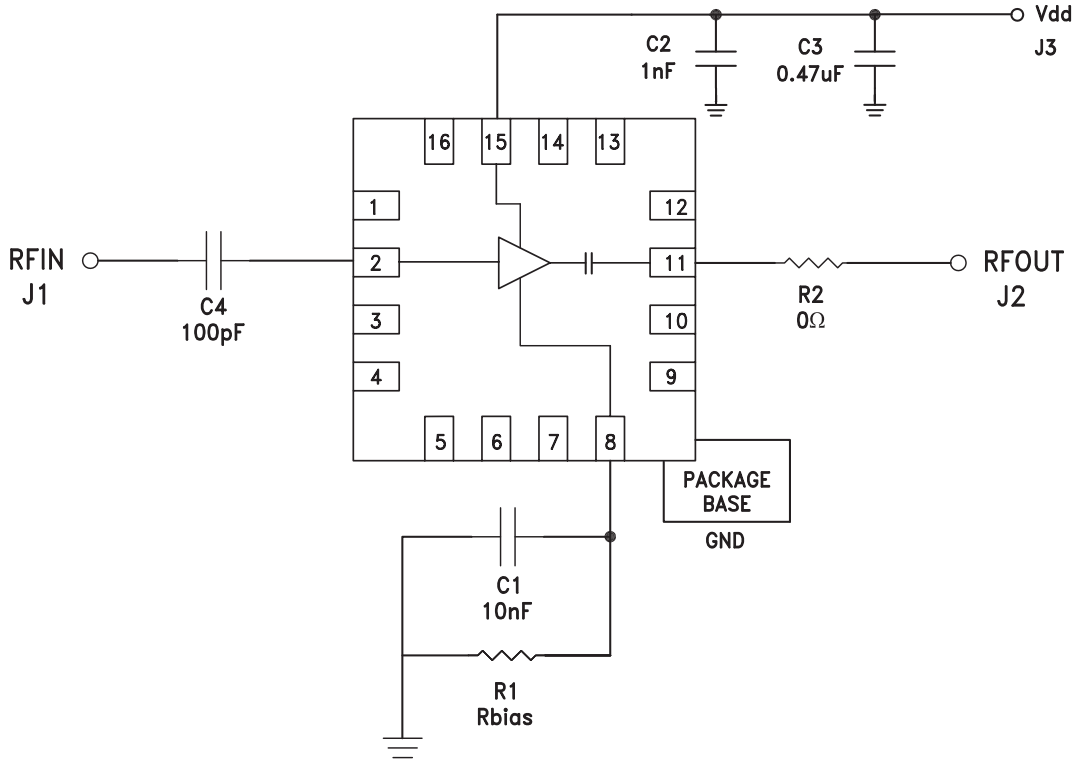 Vdd
J3
C2
1nF
C3
0.47uF
16
15
14
13
1
12
RFIN
J1
C4
100pF
2
11
R2
0Ω
RFOUT
J2
3
10
4
9
5
6
7
8
PACKAGE
BASE
GND
C1
10nF
R1
Rbias